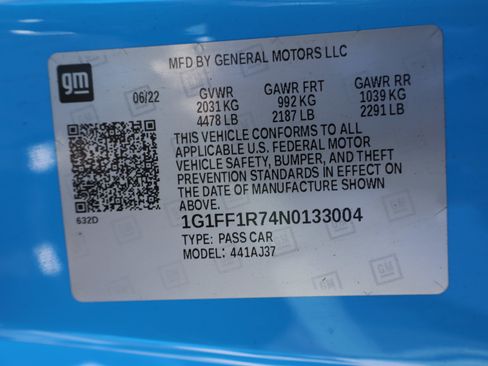 MFD BY GENERAL MOTORS LLC
gm
06/22 GVWR GAWR FRT GAWR RR
2031 KG 992 KG 1039 KG
4478 LB 2187 LB 2291 LB
THIS VEHICLE CONFORMS TO ALL
APPLICABLE U.S. FEDERAL MOTOR
VEHICLE SAFETY, BUMPER, AND THEFT
PREVENTION STANDARDS IN EFFECT ON
THE DATE OF MANUFACTURE SHOWN
ABOVE.
632D
1G1FF1R74N0133004
TYPE: PASS CAR
MODEL: 441AJ37